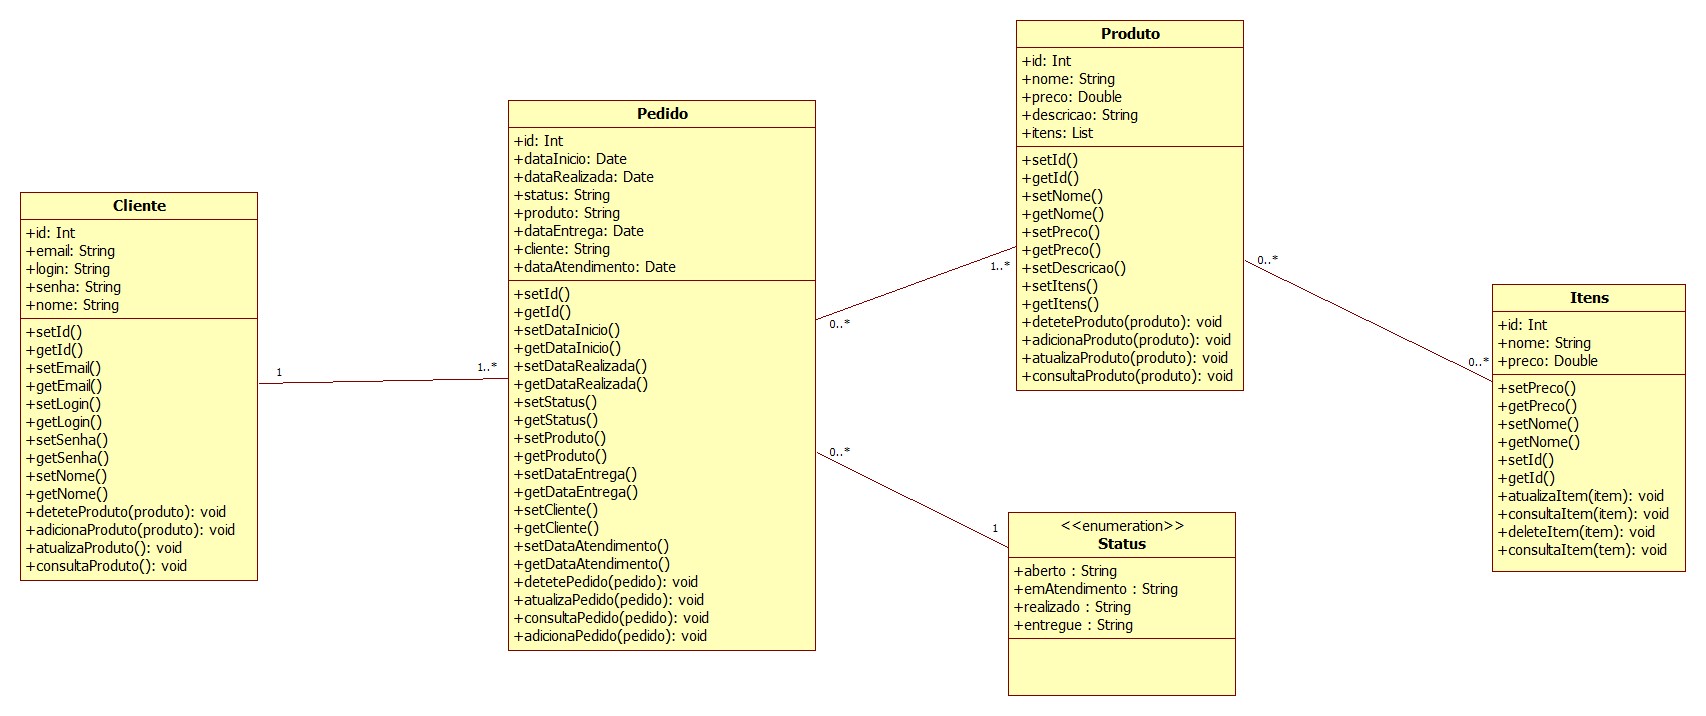 Cliente
+id: Int
+email: String
+login: String
+senha: String
+nome: String
+setId()
+getId()
+setEmail()
+getEmail()
+setLogin()
+getLogin()
+setSenha()
+getSenha()
+setNome()
+getNome()
+deteteProduto(produto): void
+adicionaProduto(produto): void
+atualizaProduto(): void
+consultaProduto(): void
1
1..*
Pedido
+id: Int
+dataInicio: Date
+dataRealizada: Date
+status: String
+produto: String
+dataEntrega: Date
+cliente: String
+dataAtendimento: Date
+setId()
+getId()
+setDataInicio()
+getDataInicio()
+setDataRealizada()
+getDataRealizada()
+setStatus()
+getStatus()
+setProduto()
+getProduto()
+setDataEntrega()
+getDataEntrega()
+setCliente()
+getCliente()
+setDataAtendimento()
+getDataAtendimento()
+detetePedido(pedido): void
+atualizaPedido(pedido): void
+consultaPedido(pedido): void
+adicionaPedido(pedido): void
0..*
1..*
0..*
1
Produto
+id: Int
+nome: String
+preco: Double
+descricao: String
+itens: List
+setId()
+getId()
+setNome()
+getNome()
+setPreco()
+getPreco()
+setDescricao()
+setItens()
+getItens()
+deteteProduto(produto): void
+adicionaProduto(produto): void
+atualizaProduto(produto): void
+consultaProduto(produto): void
<<enumeration>>
Status
+aberto : String
+emAtendimento : String
+realizado : String
+entregue : String
0..*
0..*
Itens
+id: Int
+nome: String
+preco: Double
+setPreco()
+getPreco()
+setNome()
+getNome()
+setId()
+getId()
+atualizaItem(item): void
+consultaItem(item): void
+deleteItem(item): void
+consultaItem(tem): void